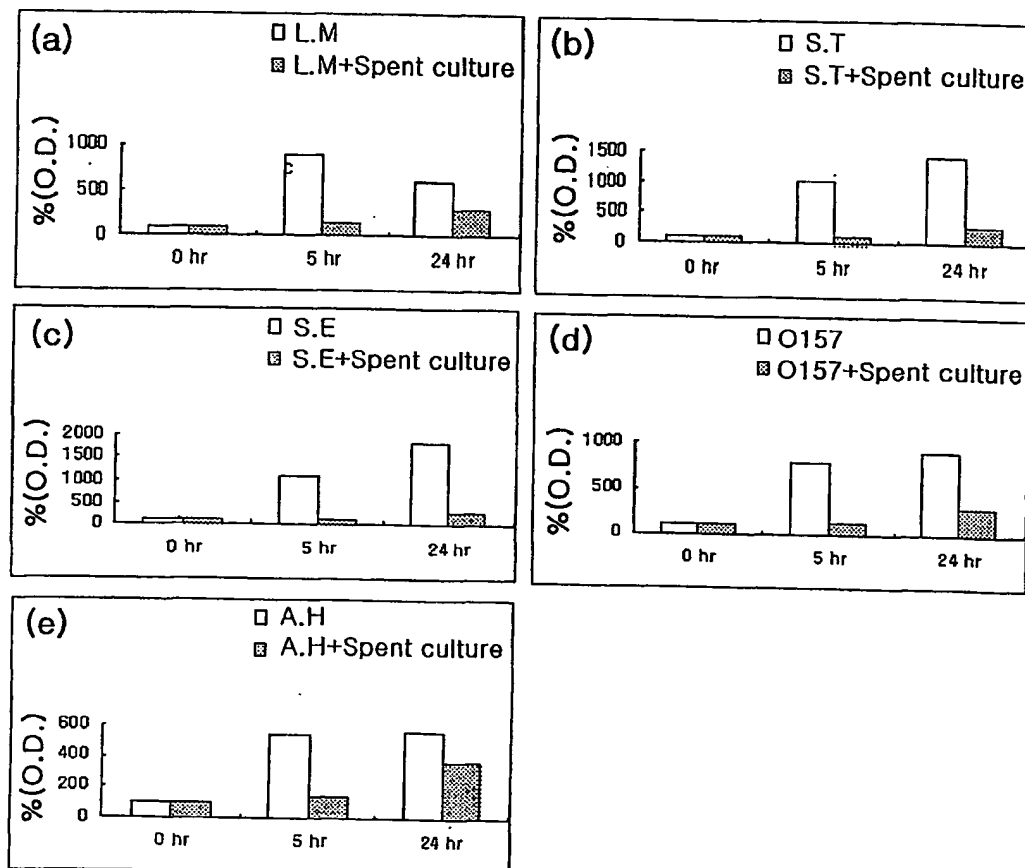 (a)
L.M
L.M+Spent culture
%(O.D.)
1000
500
0
0 hr 5 hr 24 hr
(b)
S.T
S.T+Spent culture
%(O.D.)
1500
1000
500
0
0 hr 5 hr 24 hr
(c)
S.E
S.E+Spent culture
%(O.D.)
2000
1500
1000
500
0
0 hr 5 hr 24 hr
(d)
O157
O157+Spent culture
%(O.D.)
1000
500
0
0 hr 5 hr 24 hr
(e)
A.H
A.H+Spent culture
%(O.D.)
600
400
200
0
0 hr 5 hr 24 hr